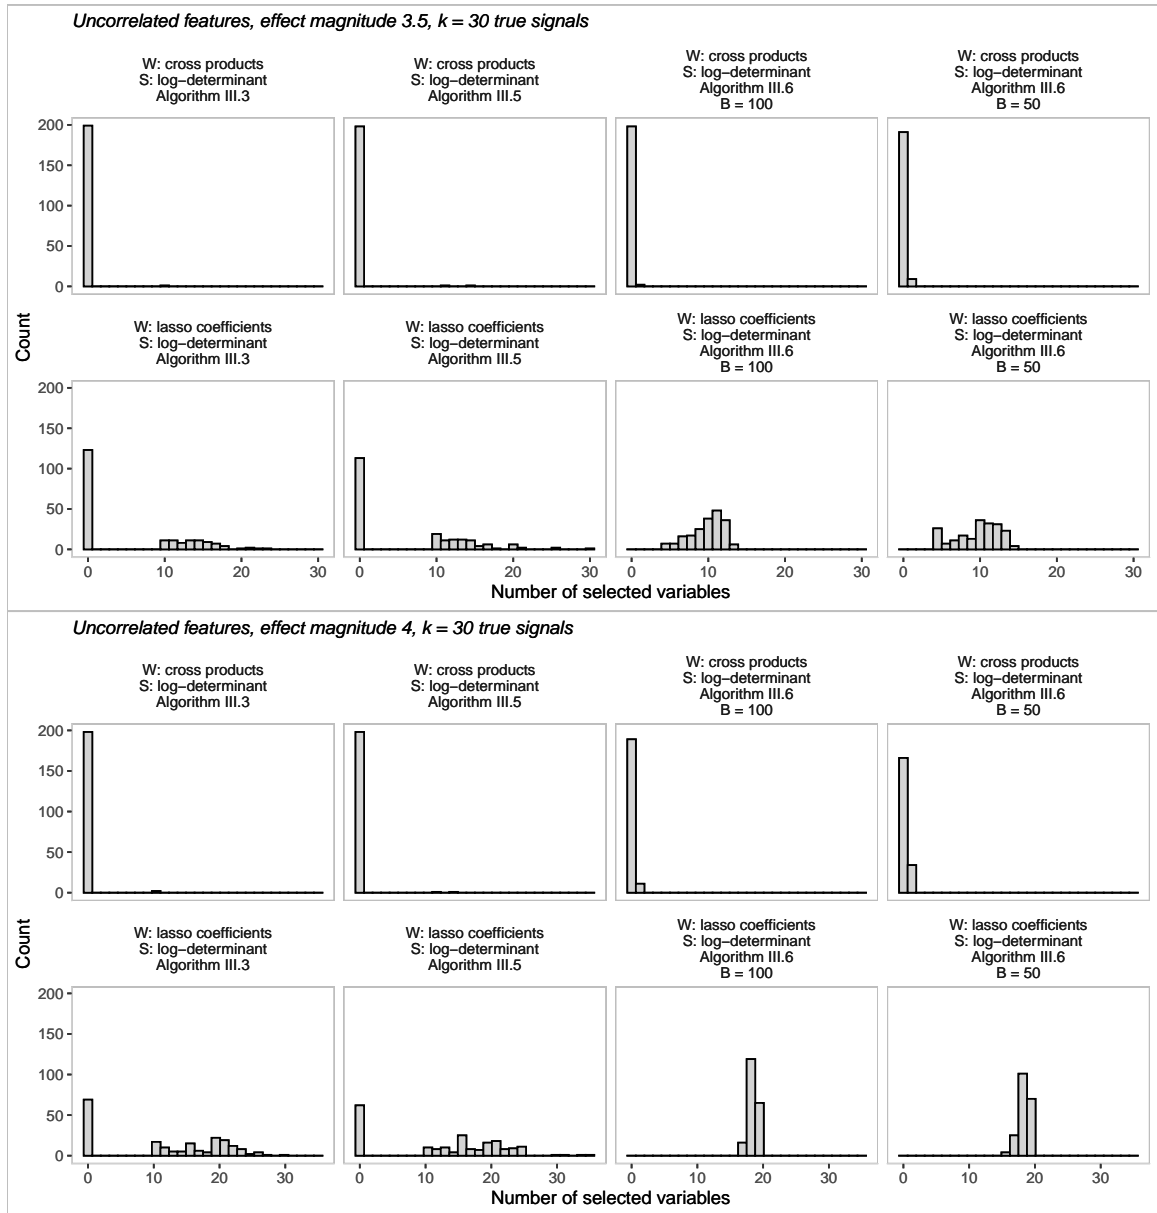 Uncorrelated features, effect magnitude 3.5, k = 30 true signals
W: cross products
S: log−determinant
Algorithm III.3
W: cross products
S: log−determinant
Algorithm III.5
W: cross products
S: log−determinant
Algorithm III.6
B = 100
W: cross products
S: log−determinant
Algorithm III.6
B = 50
200
150
100
50
0
W: lasso coefficients
S: log−determinant
Algorithm III.3
W: lasso coefficients
S: log−determinant
Algorithm III.5
W: lasso coefficients
S: log−determinant
Algorithm III.6
B = 100
W: lasso coefficients
S: log−determinant
Algorithm III.6
B = 50
Count
200
150
100
50
0
0 10 20 30 0 10 20 30 0 10 20 30 0 10 20 30
Number of selected variables
Uncorrelated features, effect magnitude 4, k = 30 true signals
W: cross products
S: log−determinant
Algorithm III.3
W: cross products
S: log−determinant
Algorithm III.5
W: cross products
S: log−determinant
Algorithm III.6
B = 100
W: cross products
S: log−determinant
Algorithm III.6
B = 50
200
150
100
50
0
W: lasso coefficients
S: log−determinant
Algorithm III.3
W: lasso coefficients
S: log−determinant
Algorithm III.5
W: lasso coefficients
S: log−determinant
Algorithm III.6
B = 100
W: lasso coefficients
S: log−determinant
Algorithm III.6
B = 50
Count
200
150
100
50
0
0 10 20 30 0 10 20 30 0 10 20 30 0 10 20 30
Number of selected variables